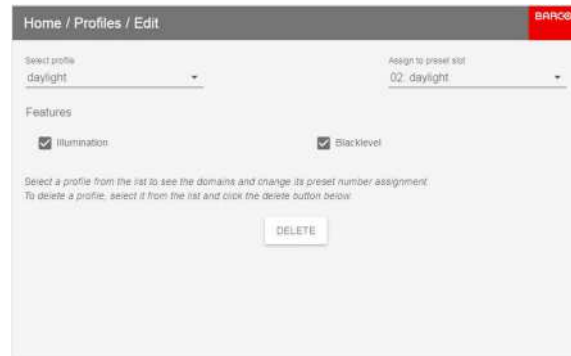 Home / Profiles / Edit
BARCO
Select profile
Assign to preset slot
daylight
02: daylight
Features
Illumination
Blacklevel
Select a profile from the list to see the domains and change its preset number assignment.
To delete a profile, select it from the list and click the delete button below.
DELETE